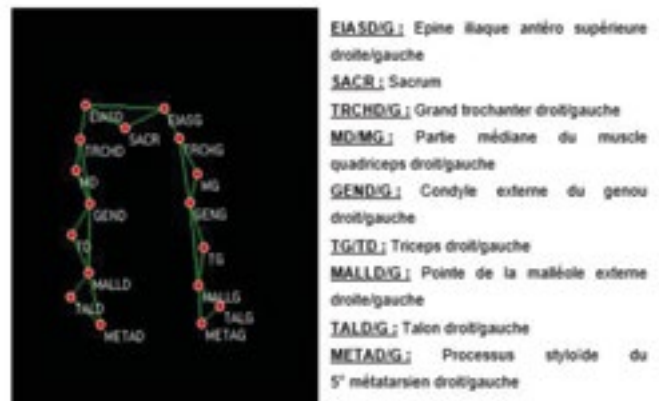 EIASD
EIASG
SACR
TRCHD
TRCHG
MD
MG
GEND
GENG
TD
TG
MALLD
MALLG
TALD
TALG
METAD
METAG
EIASD/G : Epine iliaque antéro supérieure
droite/gauche
SACR : Sacrum
TRCHD/G : Grand trochanter droit/gauche
MD/MG : Partie médiane du muscle
quadriceps droit/gauche
GEND/G : Condyle externe du genou
droit/gauche
TG/TD : Triceps droit/gauche
MALLD/G : Pointe de la malléole externe
droite/gauche
TALD/G : Talon droit/gauche
METAD/G : Processus styloïde du
5° métatarsien droit/gauche